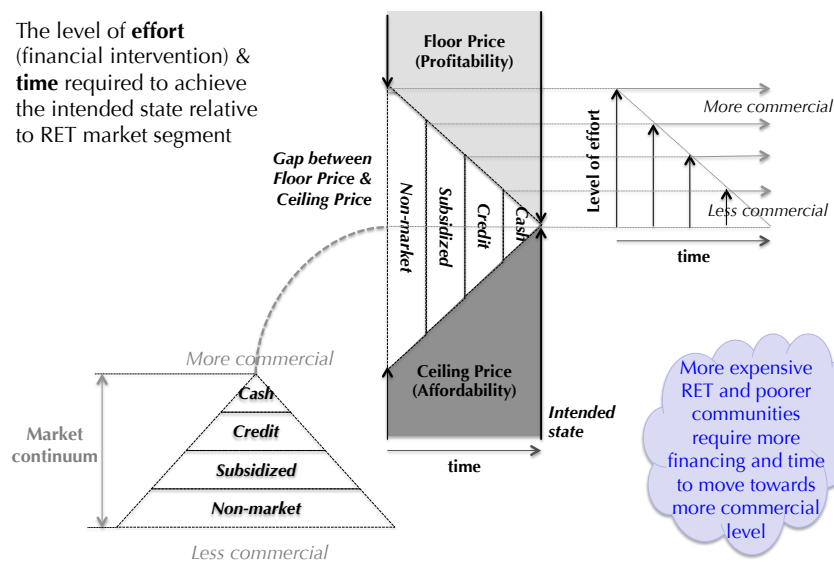 The level of effort
(financial intervention) &
time required to achieve
the intended state relative
to RET market segment
Floor Price
(Profitability)
Gap between
Floor Price &
Ceiling Price
Non-market
Subsidized
Credit
Cash
Level of effort
More commercial
Less commercial
time
Ceiling Price
(Affordability)
Intended
state
time
More commercial
Cash
Credit
Subsidized
Non-market
Less commercial
Market
continuum
More expensive
RET and poorer
communities
require more
financing and time
to move towards
more commercial
level